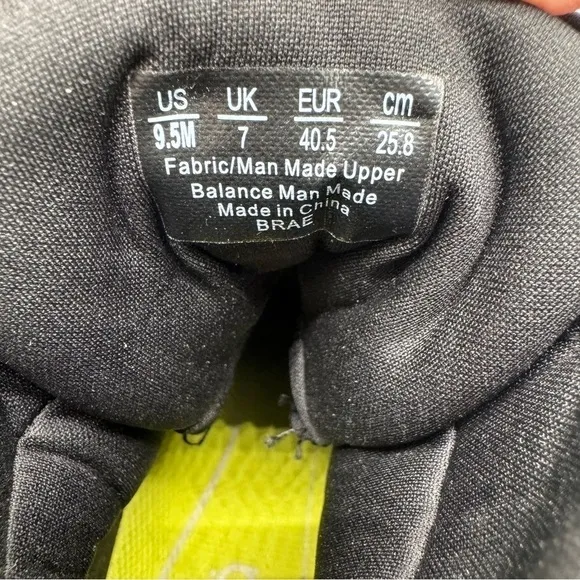 US UK EUR cm
9.5M 7 40.5 25.8
Fabric/Man Made Upper
Balance Man Made
Made in China
BRAE